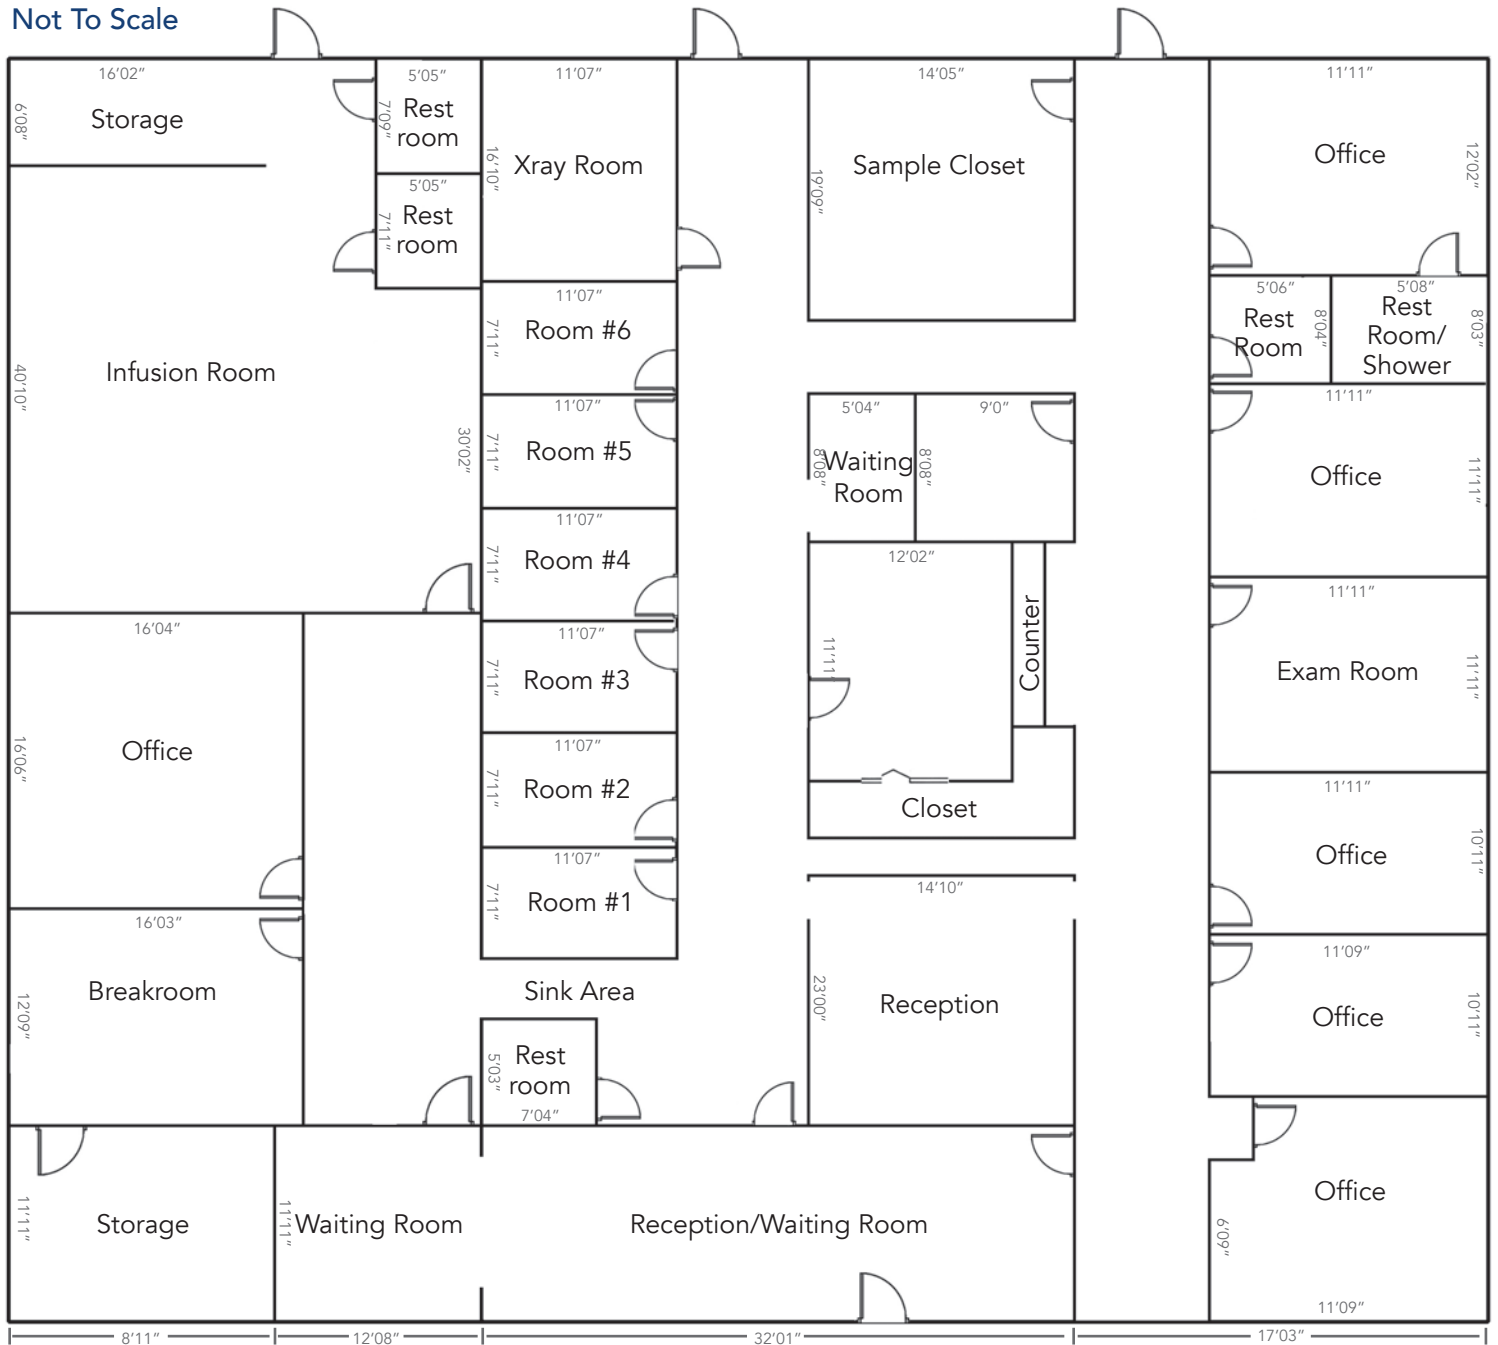 Not To Scale
16'02"
6'08"
Storage
5'05"
7'09"
Rest
room
11'07"
16'10"
Xray Room
14'05"
19'09"
Sample Closet
11'11"
Office
12'02"
5'05"
7'11"
Rest
room
40'10"
Infusion Room
30'02"
11'07"
7'11"
Room #6
11'07"
7'11"
Room #5
11'07"
7'11"
Room #4
11'07"
7'11"
Room #3
11'07"
7'11"
Room #2
11'07"
7'11"
Room #1
5'06"
Rest
Room
8'04"
5'08"
Rest
Room/
Shower
8'03"
5'04"
8'08"
Waiting
Room
9'0"
8'08"
12'02"
11'11"
Counter
Closet
11'11"
Office
11'11"
11'11"
Exam Room
11'11"
11'11"
Office
10'11"
11'09"
Office
10'11"
16'04"
16'06"
Office
16'03"
Breakroom
12'09"
Sink Area
5'03"
Rest
room
7'04"
14'10"
23'00"
Reception
Office
6'09"
11'09"
11'11"
Storage
11'11"
Waiting Room
Reception/Waiting Room
8'11"
12'08"
32'01"
17'03"